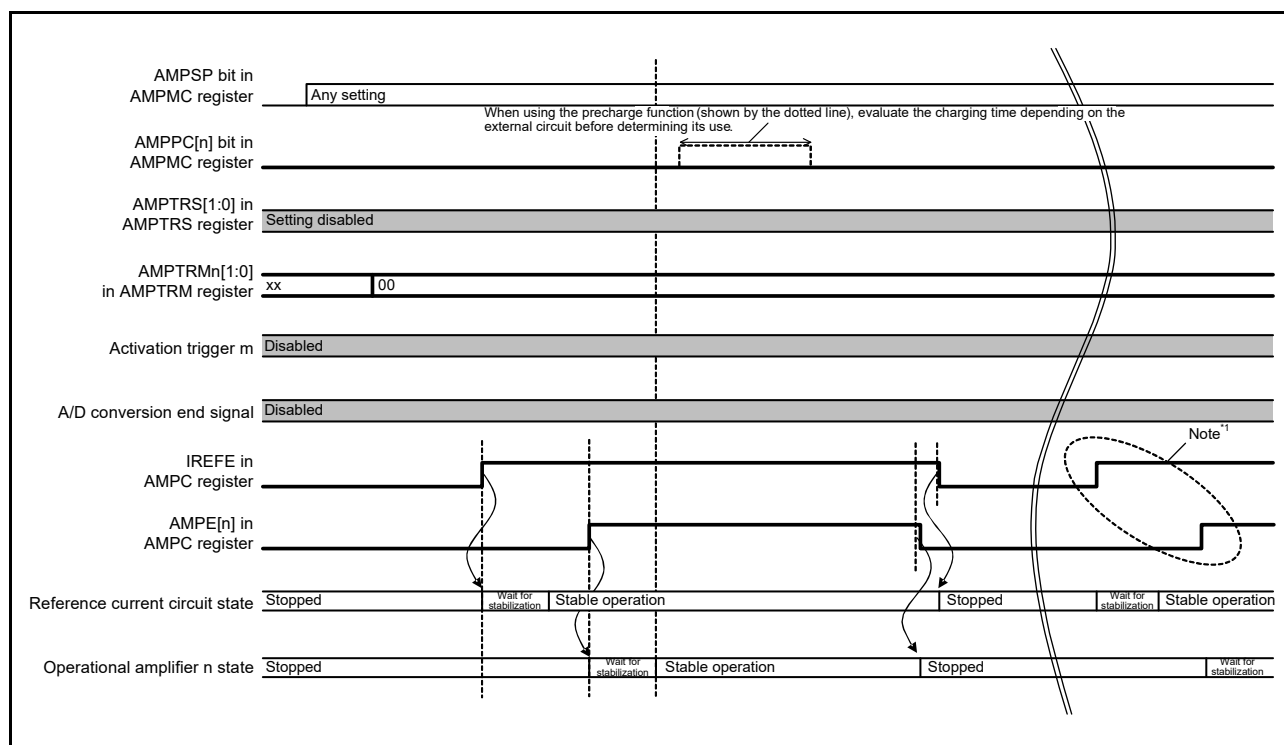 AMPSP bit in
AMPMC register
Any setting
When using the precharge function (shown by the dotted line), evaluate the charging time depending on the
external circuit before determining its use.
AMPPC[n] bit in
AMPMC register
AMPTRS[1:0] in
AMPTRS register
Setting disabled
AMPTRMn[1:0]
in AMPTRM register
xx
00
Activation trigger m
Disabled
A/D conversion end signal
Disabled
Note*1
IREFE in
AMPC register
AMPE[n] in
AMPC register
Reference current circuit state
Stopped
Wait for
stabilization
Stable operation
Stopped
Wait for
stabilization
Stable operation
Operational amplifier n state
Stopped
Wait for
stabilization
Stable operation
Stopped
Wait for
stabilization